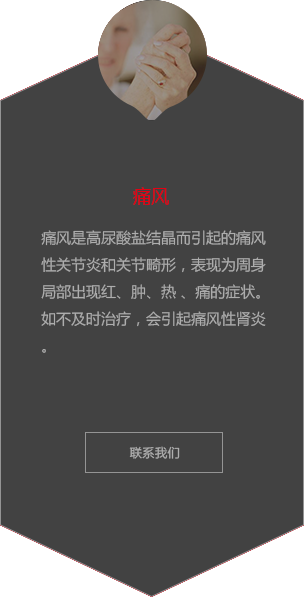 痛风
痛风是高尿酸盐结晶而引起的痛风
性关节炎和关节畸形，表现为周身
局部出现红、肿、热 、痛的症状。
如不及时治疗，会引起痛风性肾炎
。
联系我们